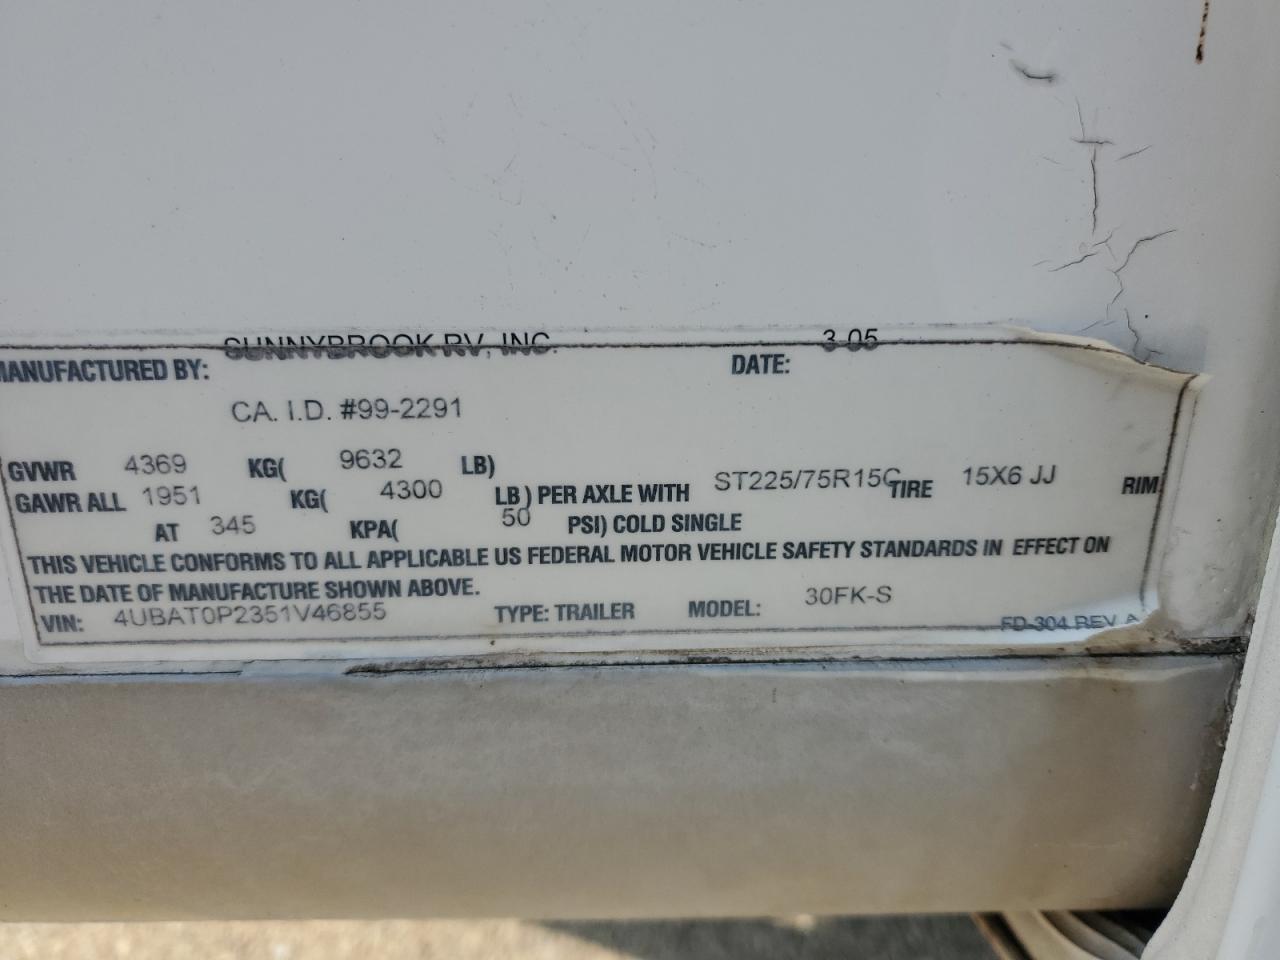 SUNNYBROOK RV, INC. 3-05
MANUFACTURED BY: DATE:
CA. I.D. #99-2291
GVWR 4369 KG( 9632 LB)
GAWR ALL 1951 KG( 4300 LB) PER AXLE WITH ST225/75R15C TIRE 15X6 JJ RIM
AT 345 KPA( 50 PSI) COLD SINGLE
THIS VEHICLE CONFORMS TO ALL APPLICABLE US FEDERAL MOTOR VEHICLE SAFETY STANDARDS IN EFFECT ON
THE DATE OF MANUFACTURE SHOWN ABOVE.
VIN: 4UBAT0P2351V46855 TYPE: TRAILER MODEL: 30FK-S
FD-304 REV A